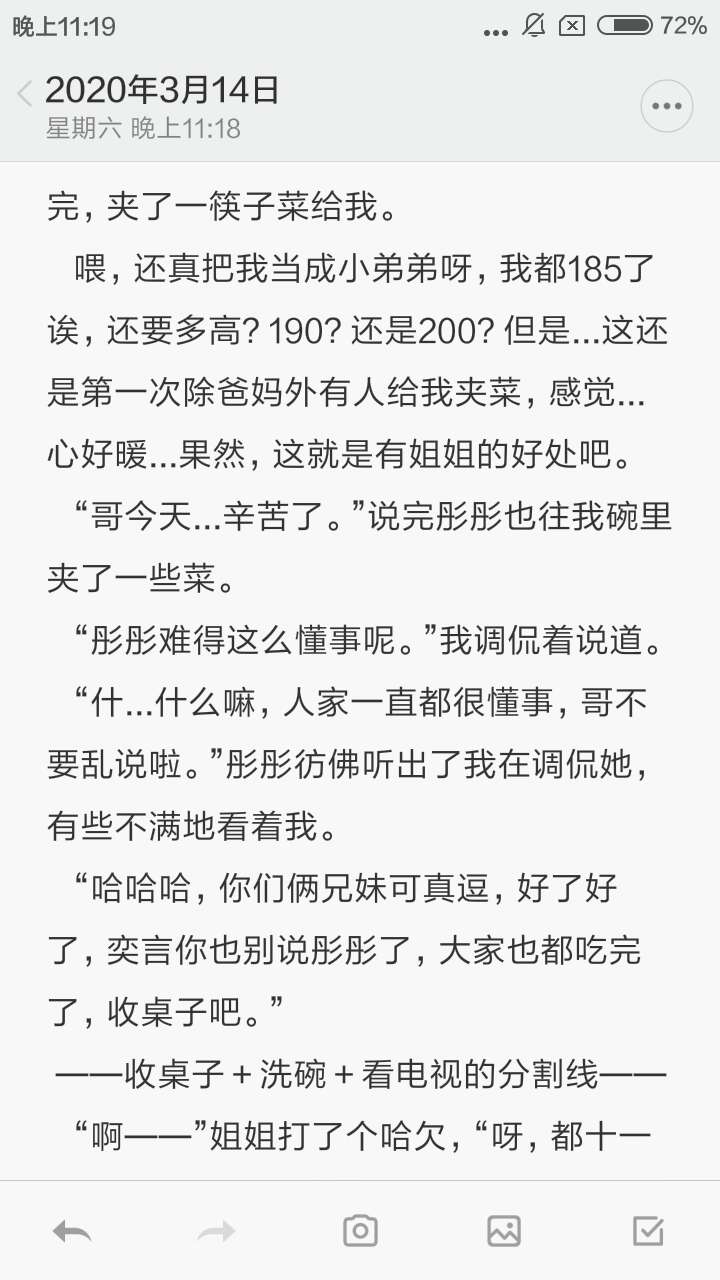 晚上11:19
72%
2020年3月14日
星期六 晚上11:18
完，夹了一筷子菜给我。
喂，还真把我当成小弟弟呀，我都185了
诶，还要多高？190？还是200？但是...这还
是第一次除爸妈外有人给我夹菜，感觉...
心好暖...果然，这就是有姐姐的好处吧。
“哥今天...辛苦了。”说完彤彤也往我碗里
夹了一些菜。
“彤彤难得这么懂事呢。”我调侃着说道。
“什...什么嘛，人家一直都很懂事，哥不
要乱说啦。”彤彤彷佛听出了我在调侃她，
有些不满地看着我。
“哈哈哈，你们俩兄妹可真逗，好了好
了，奕言你也别说彤彤了，大家也都吃完
了，收桌子吧。”
——收桌子+洗碗+看电视的分割线——
“啊——”姐姐打了个哈欠，“呀，都十一